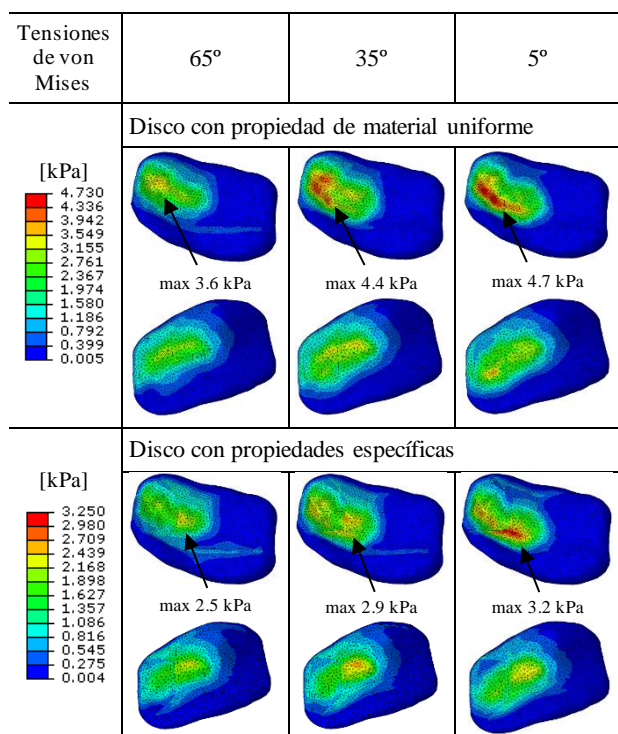 Tensiones
de von
Mises
65º
35º
5º
Disco con propiedad de material uniforme
[kPa]
4.730
4.336
3.942
3.549
3.155
2.761
2.367
1.974
1.580
1.186
0.792
0.399
0.005
max 3.6 kPa
max 4.4 kPa
max 4.7 kPa
Disco con propiedades específicas
[kPa]
3.250
2.980
2.709
2.439
2.168
1.898
1.627
1.357
1.086
0.816
0.545
0.275
0.004
max 2.5 kPa
max 2.9 kPa
max 3.2 kPa